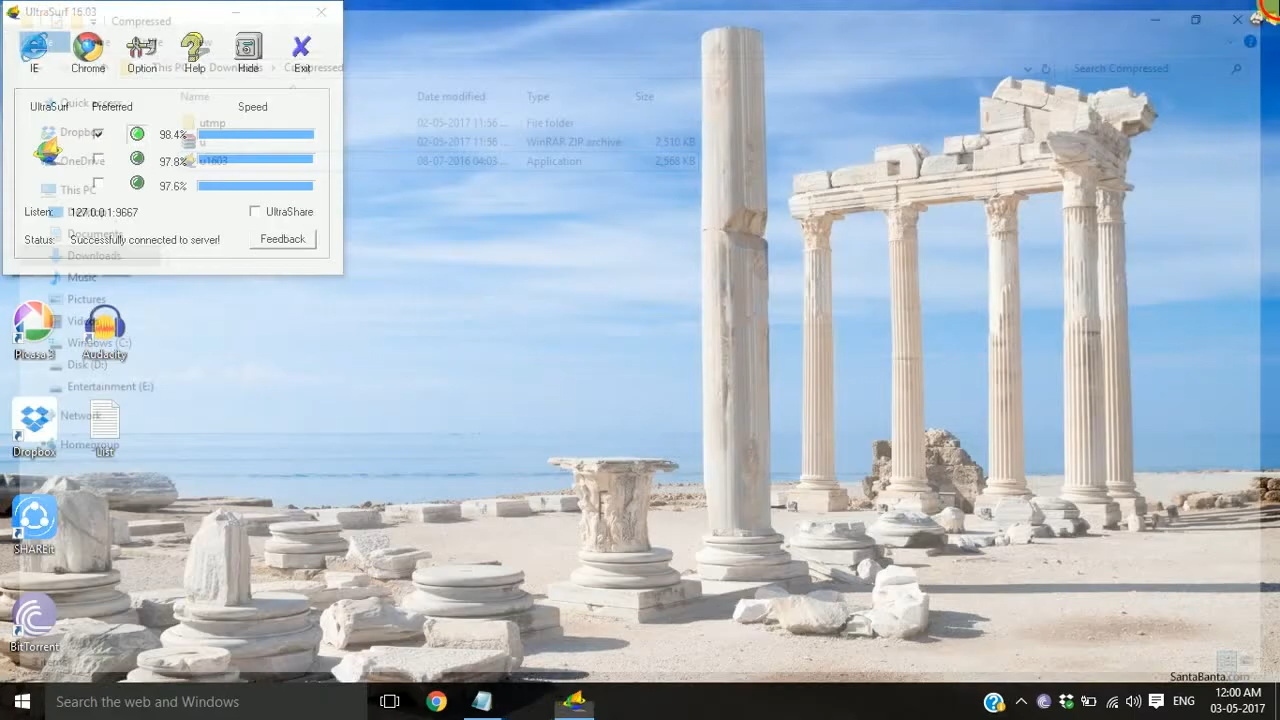 UltraSurf 16.03
Compressed
IE
Chrome
Option
Help
Hide
Exit
This PC
Downloads
Compressed
Search Compressed
UltraSurf
Preferred
Speed
Quick access
Name
Date modified
Type
Size
utmp
02-05-2017 11:56 ...
File folder
Dropbox
98.4%
u
02-05-2017 11:56 ...
WinRAR ZIP archive
2,510 KB
OneDrive
97.8%
u1603
08-07-2016 04:03 ...
Application
2,568 KB
This PC
97.6%
Listen:
127.0.0.1:9667
UltraShare
Documents
Status:
Successfully connected to server!
Feedback
Downloads
Music
Pictures
Videos
Windows (C:)
Picasa 3
Audacity
Disk (D:)
Entertainment (E:)
Network
Homegroup
Dropbox
List
SHAREit
BitTorrent
SantaBanta.com
Search the web and Windows
ENG
12:00 AM
03-05-2017